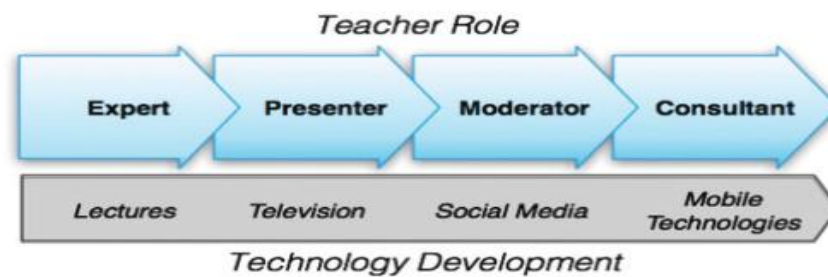 Teacher Role
Expert Presenter Moderator Consultant
Lectures Television Social Media Mobile Technologies
Technology Development